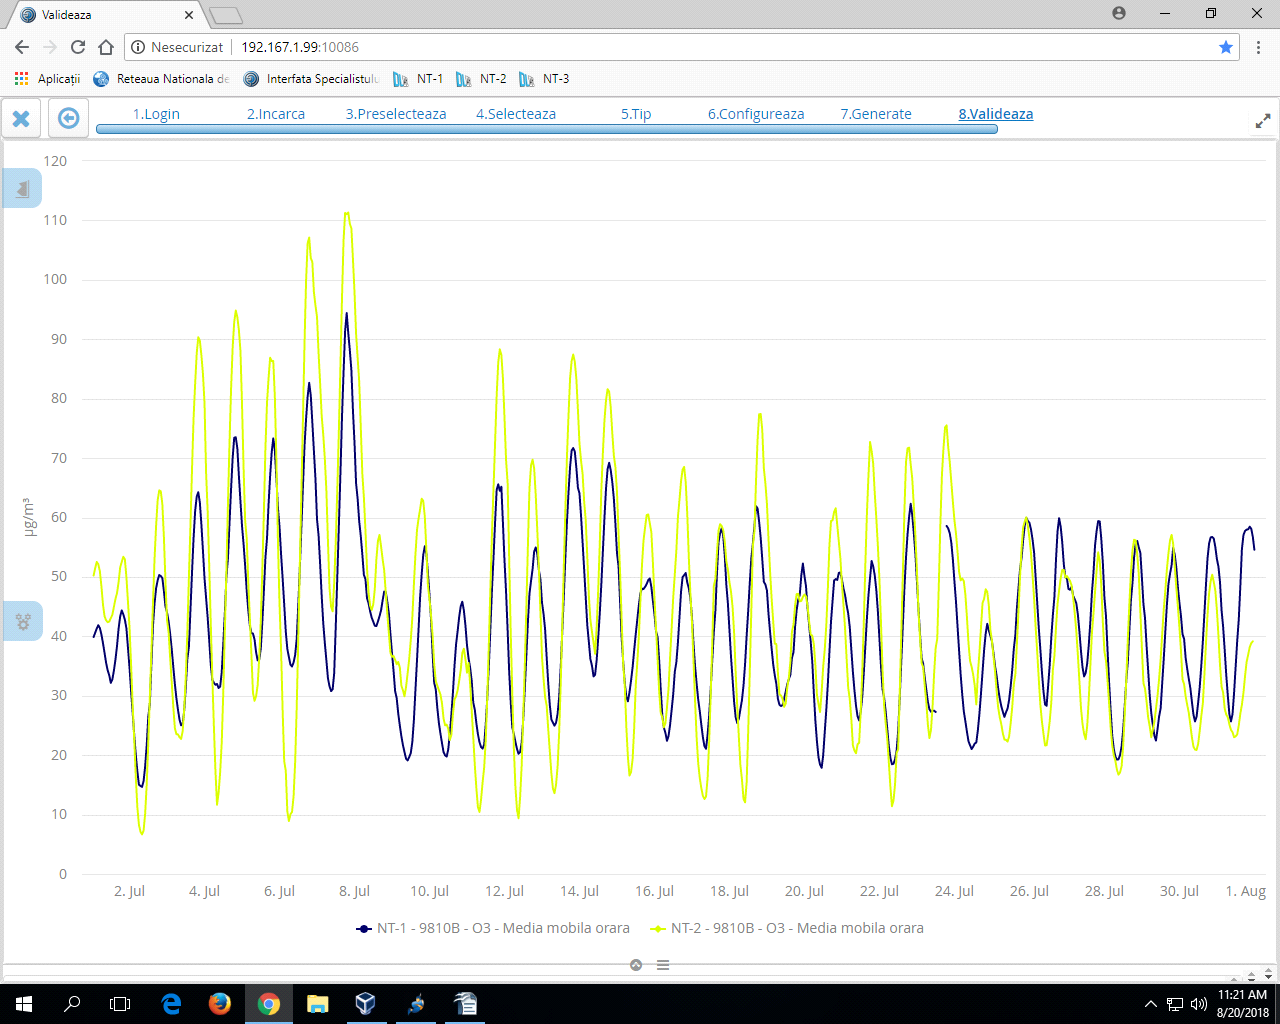 Valideaza
Nesecurizat 192.167.1.99:10086
Aplicații Reteaua Nationala de Interfata Specialistulu NT-1 NT-2 NT-3
1.Login 2.Incarca 3.Preselecteaza 4.Selecteaza 5.Tip 6.Configureaza 7.Generate 8.Valideaza
120
110
100
90
80
70
60
50
40
30
20
10
0
µg/m³
2. Jul 4. Jul 6. Jul 8. Jul 10. Jul 12. Jul 14. Jul 16. Jul 18. Jul 20. Jul 22. Jul 24. Jul 26. Jul 28. Jul 30. Jul 1. Aug
NT-1 - 9810B - O3 - Media mobila orara NT-2 - 9810B - O3 - Media mobila orara
11:21 AM
8/20/2018